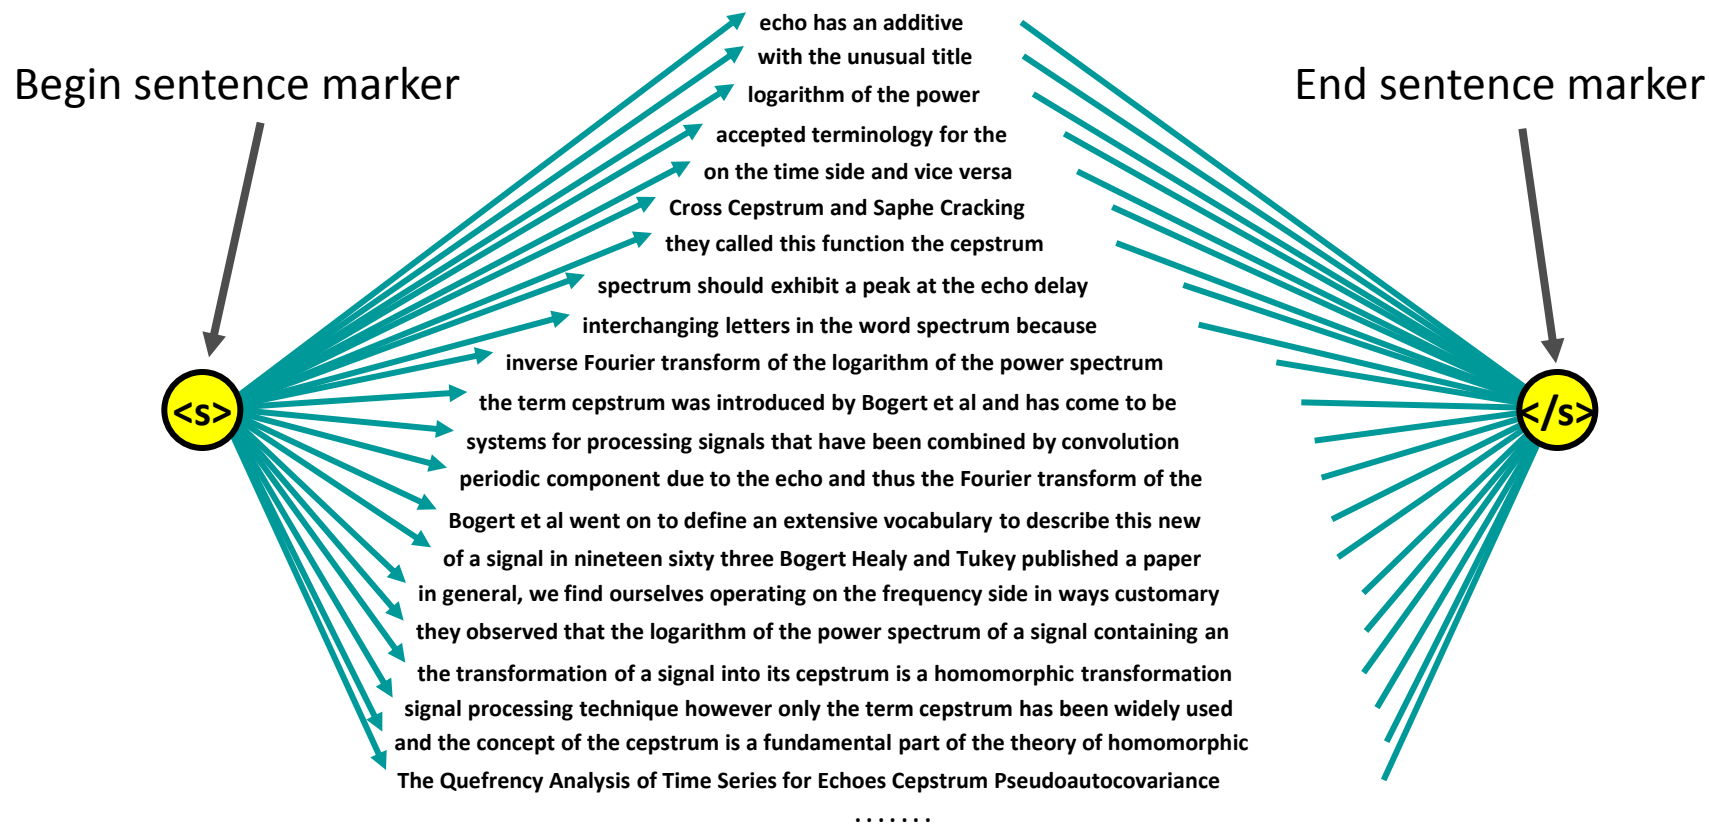 Begin sentence marker
End sentence marker
<s>
</s>
echo has an additive
with the unusual title
logarithm of the power
accepted terminology for the
on the time side and vice versa
Cross Cepstrum and Saphe Cracking
they called this function the cepstrum
spectrum should exhibit a peak at the echo delay
interchanging letters in the word spectrum because
inverse Fourier transform of the logarithm of the power spectrum
the term cepstrum was introduced by Bogert et al and has come to be
systems for processing signals that have been combined by convolution
periodic component due to the echo and thus the Fourier transform of the
Bogert et al went on to define an extensive vocabulary to describe this new
of a signal in nineteen sixty three Bogert Healy and Tukey published a paper
in general, we find ourselves operating on the frequency side in ways customary
they observed that the logarithm of the power spectrum of a signal containing an
the transformation of a signal into its cepstrum is a homomorphic transformation
signal processing technique however only the term cepstrum has been widely used
and the concept of the cepstrum is a fundamental part of the theory of homomorphic
The Quefrency Analysis of Time Series for Echoes Cepstrum Pseudoautocovariance
. . . . . . .